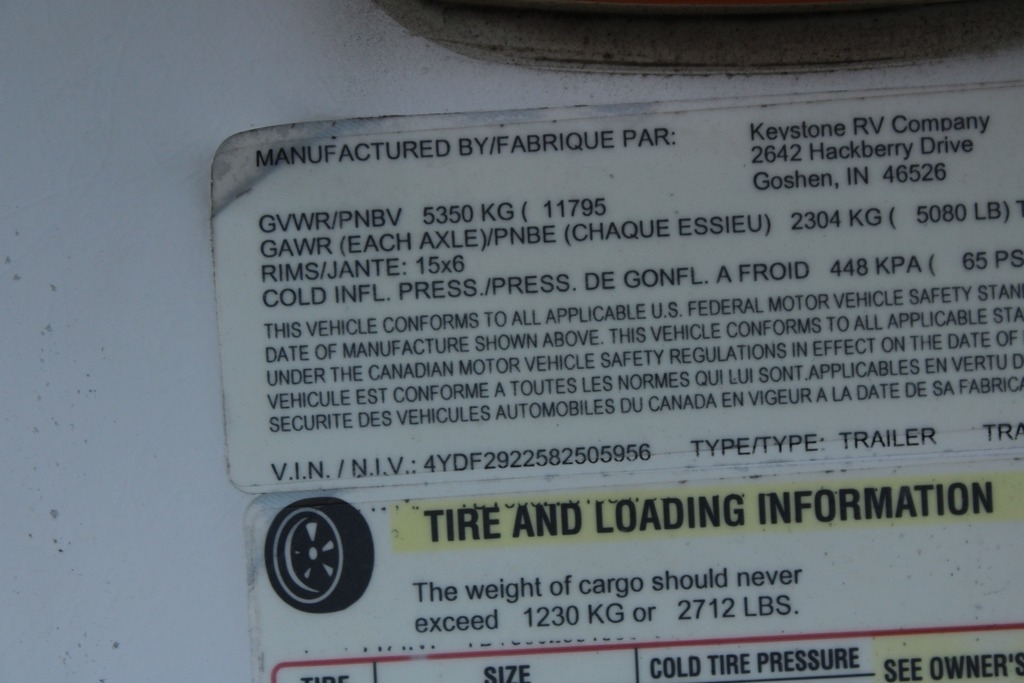 MANUFACTURED BY/FABRIQUE PAR: Keystone RV Company
2642 Hackberry Drive
Goshen, IN 46526
GVWR/PNBV 5350 KG ( 11795
GAWR (EACH AXLE)/PNBE (CHAQUE ESSIEU) 2304 KG ( 5080 LB) T
RIMS/JANTE: 15x6
COLD INFL. PRESS./PRESS. DE GONFL. A FROID 448 KPA ( 65 PS
THIS VEHICLE CONFORMS TO ALL APPLICABLE U.S. FEDERAL MOTOR VEHICLE SAFETY STAN
DATE OF MANUFACTURE SHOWN ABOVE. THIS VEHICLE CONFORMS TO ALL APPLICABLE STA
UNDER THE CANADIAN MOTOR VEHICLE SAFETY REGULATIONS IN EFFECT ON THE DATE OF
VEHICULE EST CONFORME A TOUTES LES NORMES QUI LUI SONT.APPLICABLES EN VERTU D
SECURITE DES VEHICULES AUTOMOBILES DU CANADA EN VIGEUR A LA DATE DE SA FABRICA
V.I.N. / N.I.V.: 4YDF2922582505956 TYPE/TYPE: TRAILER TRA
TIRE AND LOADING INFORMATION
The weight of cargo should never
exceed 1230 KG or 2712 LBS.
TIRE SIZE COLD TIRE PRESSURE SEE OWNER'S